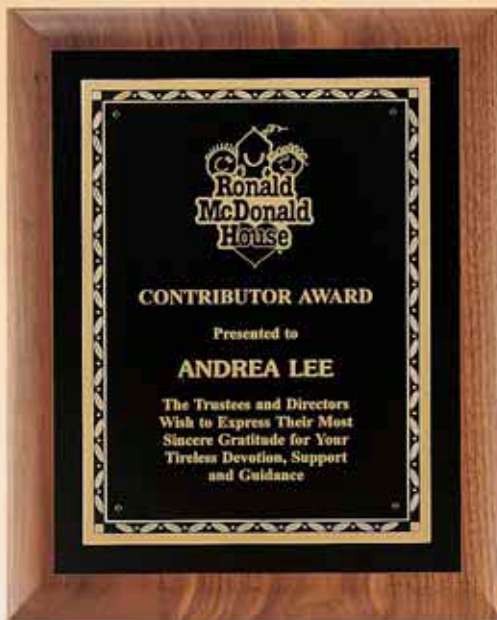 Ronald
McDonald
House
CONTRIBUTOR AWARD
Presented to
ANDREA LEE
The Trustees and Directors
Wish to Express Their Most
Sincere Gratitude for Your
Tireless Devotion, Support
and Guidance